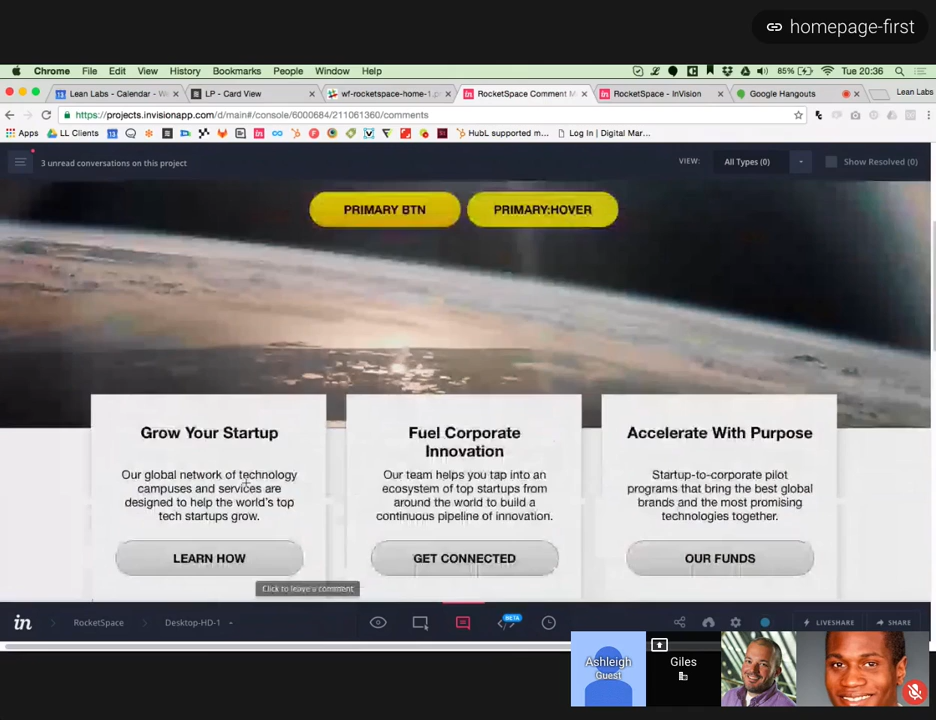 homepage-first
Chrome File Edit View History Bookmarks People Window Help 85% Tue 20:36
Lean Labs - Calendar - W LP - Card View wf-rocketspace-home-1.p RocketSpace Comment M RocketSpace - InVision Google Hangouts Lean Labs
https://projects.invisionapp.com/d/main#/console/6000684/211061360/comments
Apps LL Clients HubL supported m... Log In | Digital Mar...
3 unread conversations on this project VIEW: All Types (0) Show Resolved (0)
PRIMARY BTN PRIMARY:HOVER
Grow Your Startup
Our global network of technology
campuses and services are
designed to help the world's top
tech startups grow.
LEARN HOW
Fuel Corporate
Innovation
Our team helps you tap into an
ecosystem of top startups from
around the world to build a
continuous pipeline of innovation.
GET CONNECTED
Accelerate With Purpose
Startup-to-corporate pilot
programs that bring the best global
brands and the most promising
technologies together.
OUR FUNDS
Click to leave a comment
in RocketSpace Desktop-HD-1 BETA LIVESHARE SHARE
Ashleigh
Guest
Giles